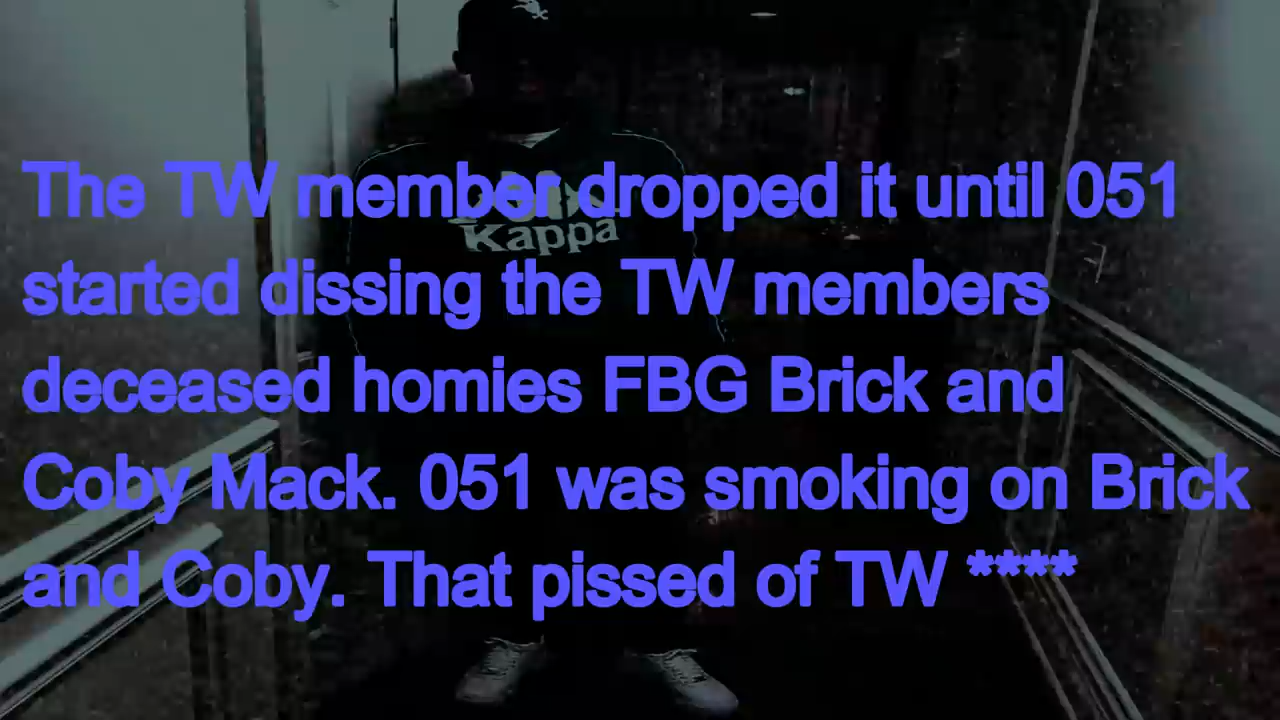 The TW member dropped it until 051
started dissing the TW members
deceased homies FBG Brick and
Coby Mack. 051 was smoking on Brick
and Coby. That pissed of TW ****
Kappa